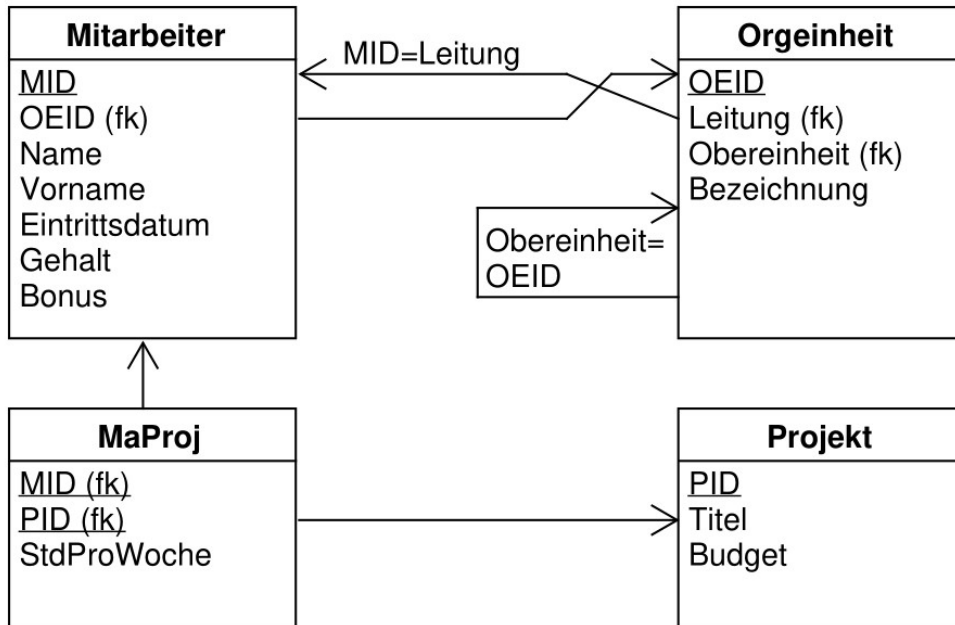 Mitarbeiter
MID
OEID (fk)
Name
Vorname
Eintrittsdatum
Gehalt
Bonus
MID=Leitung
Orgeinheit
OEID
Leitung (fk)
Obereinheit (fk)
Bezeichnung
Obereinheit=
OEID
MaProj
MID (fk)
PID (fk)
StdProWoche
Projekt
PID
Titel
Budget